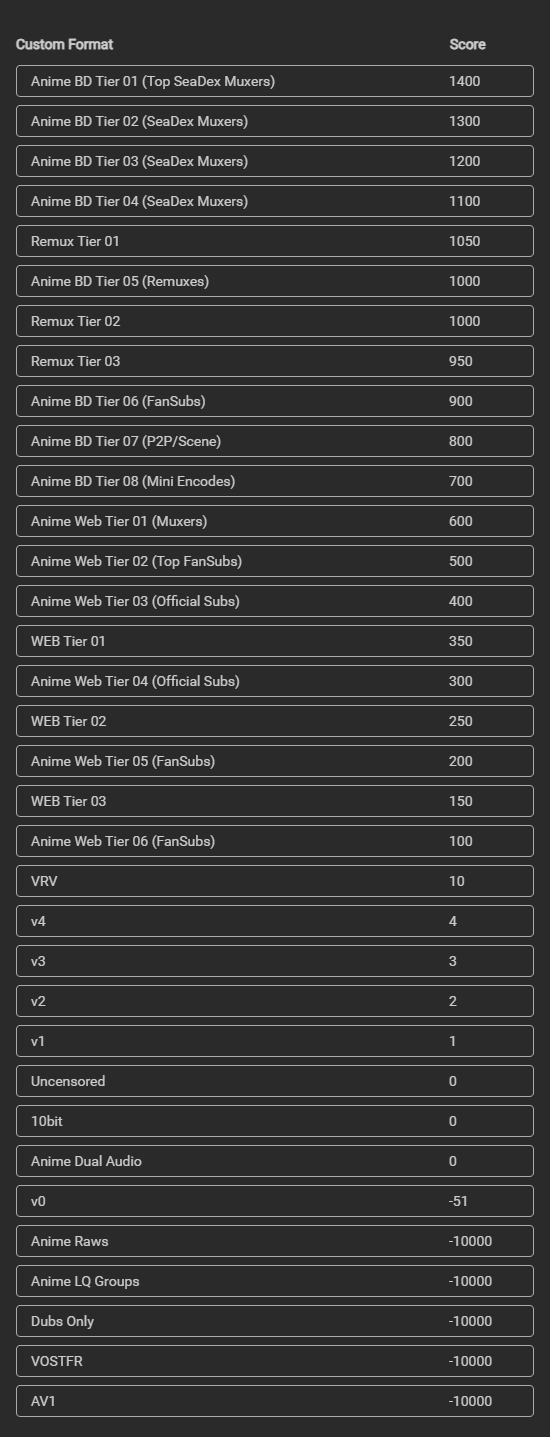 Custom Format Score
Anime BD Tier 01 (Top SeaDex Muxers) 1400
Anime BD Tier 02 (SeaDex Muxers) 1300
Anime BD Tier 03 (SeaDex Muxers) 1200
Anime BD Tier 04 (SeaDex Muxers) 1100
Remux Tier 01 1050
Anime BD Tier 05 (Remuxes) 1000
Remux Tier 02 1000
Remux Tier 03 950
Anime BD Tier 06 (FanSubs) 900
Anime BD Tier 07 (P2P/Scene) 800
Anime BD Tier 08 (Mini Encodes) 700
Anime Web Tier 01 (Muxers) 600
Anime Web Tier 02 (Top FanSubs) 500
Anime Web Tier 03 (Official Subs) 400
WEB Tier 01 350
Anime Web Tier 04 (Official Subs) 300
WEB Tier 02 250
Anime Web Tier 05 (FanSubs) 200
WEB Tier 03 150
Anime Web Tier 06 (FanSubs) 100
VRV 10
v4 4
v3 3
v2 2
v1 1
Uncensored 0
10bit 0
Anime Dual Audio 0
v0 -51
Anime Raws -10000
Anime LQ Groups -10000
Dubs Only -10000
VOSTFR -10000
AV1 -10000